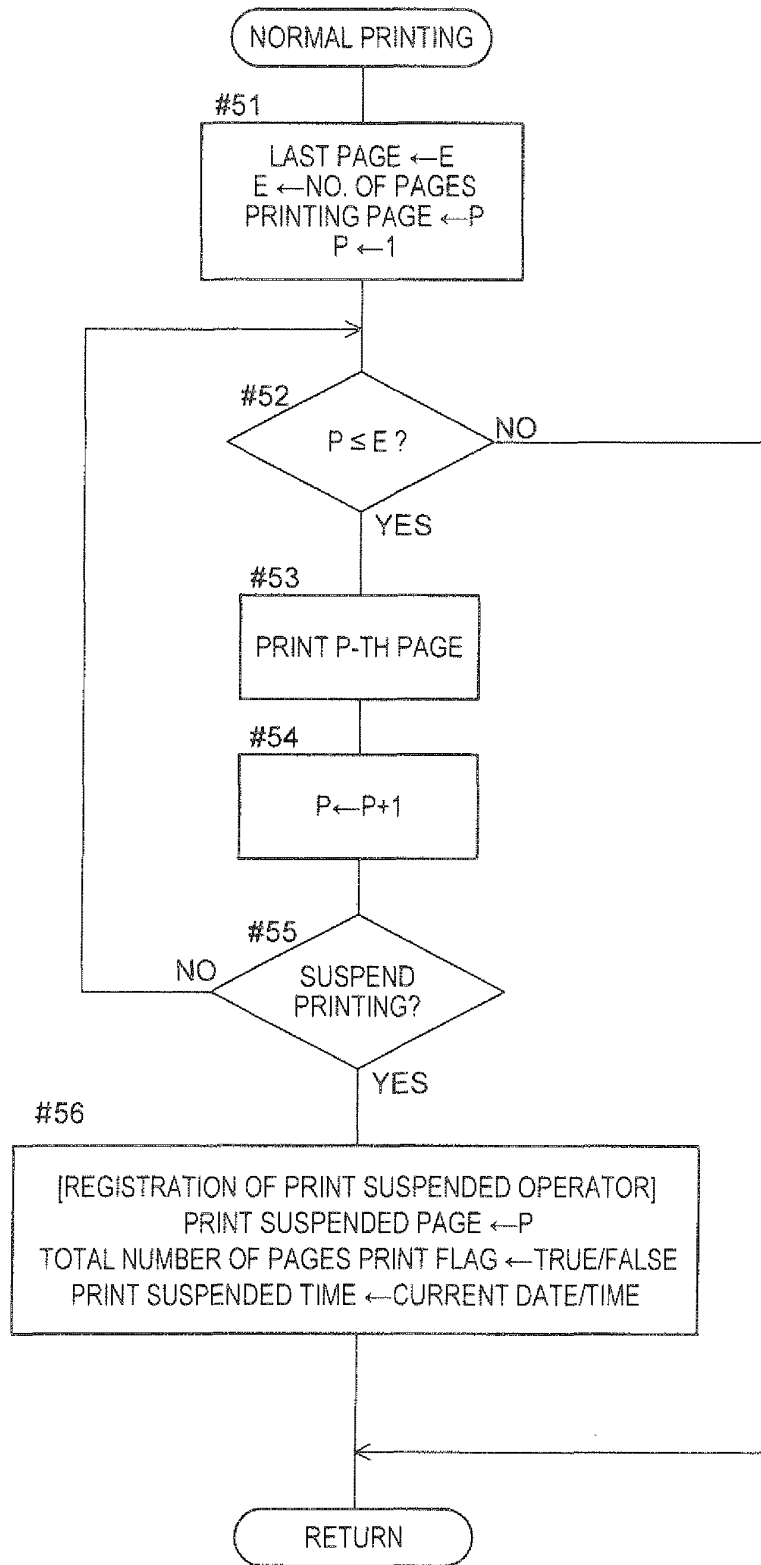 NORMAL PRINTING
#51
LAST PAGE ←E
E ←NO. OF PAGES
PRINTING PAGE ←P
P ←1
#52
P ≤ E ?
NO
YES
#53
PRINT P-TH PAGE
#54
P←P+1
#55
NO
SUSPEND
PRINTING?
YES
#56
[REGISTRATION OF PRINT SUSPENDED OPERATOR]
PRINT SUSPENDED PAGE ←P
TOTAL NUMBER OF PAGES PRINT FLAG ←TRUE/FALSE
PRINT SUSPENDED TIME ←CURRENT DATE/TIME
RETURN